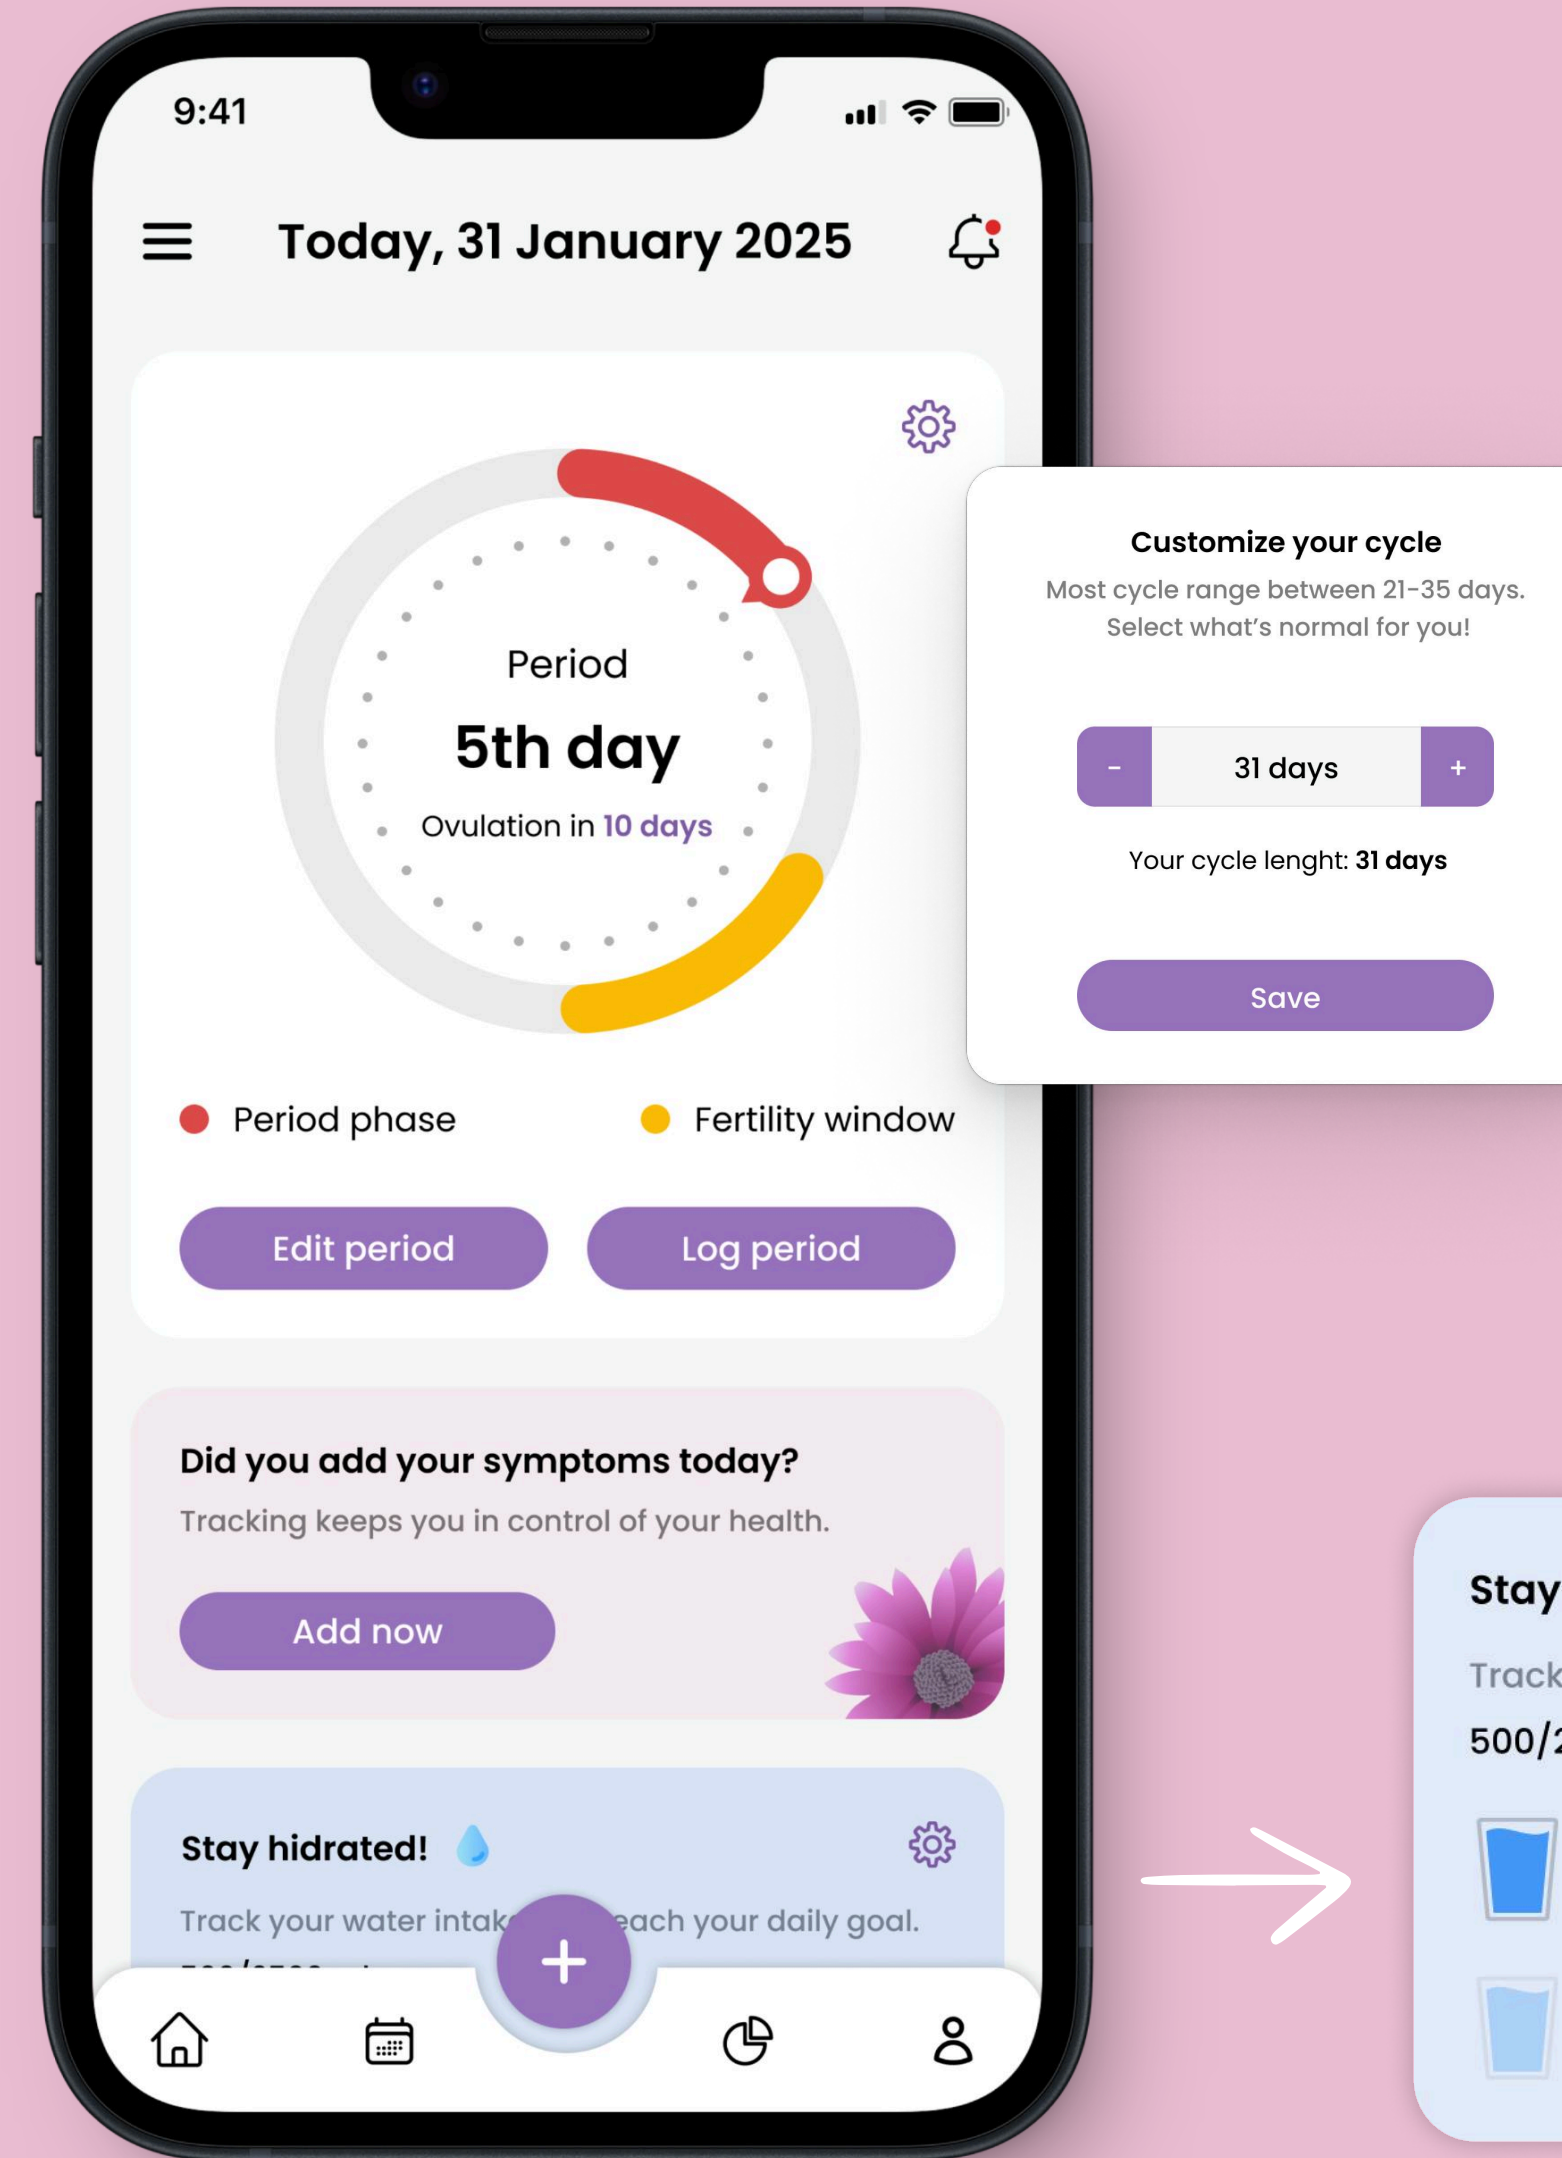 9:41
Today, 31 January 2025
Period
5th day
Ovulation in 10 days
Period phase
Fertility window
Edit period
Log period
Customize your cycle
Most cycle range between 21-35 days.
Select what's normal for you!
-
31 days
+
Your cycle lenght: 31 days
Save
Did you add your symptoms today?
Tracking keeps you in control of your health.
Add now
Stay hidrated!
Track your water each your daily goal.
+
Stay
Track
500/2